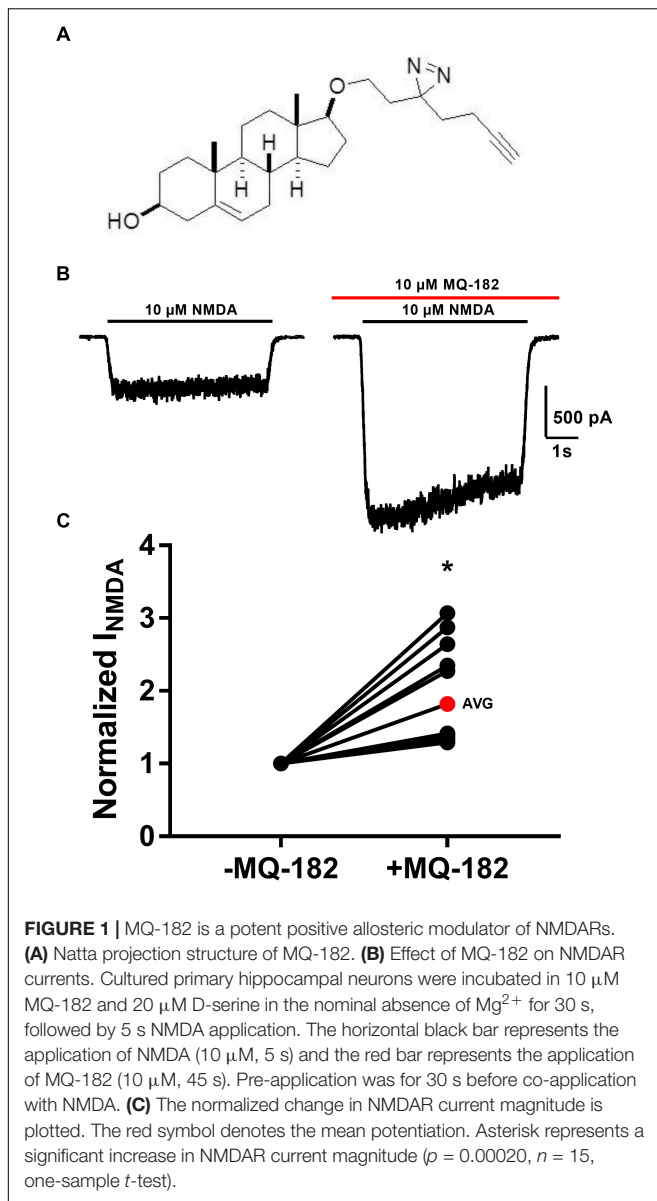 A
N=N
O
H
H
H
HO
B
10 µM MQ-182
10 µM NMDA
10 µM NMDA
500 pA
1s
C
4
*
3
2
AVG
1
0
Normalized INMDA
-MQ-182
+MQ-182
FIGURE 1 | MQ-182 is a potent positive allosteric modulator of NMDARs.
(A) Natta projection structure of MQ-182. (B) Effect of MQ-182 on NMDAR
currents. Cultured primary hippocampal neurons were incubated in 10 µM
MQ-182 and 20 µM D-serine in the nominal absence of Mg2+ for 30 s,
followed by 5 s NMDA application. The horizontal black bar represents the
application of NMDA (10 µM, 5 s) and the red bar represents the application
of MQ-182 (10 µM, 45 s). Pre-application was for 30 s before co-application
with NMDA. (C) The normalized change in NMDAR current magnitude is
plotted. The red symbol denotes the mean potentiation. Asterisk represents a
significant increase in NMDAR current magnitude (p = 0.00020, n = 15,
one-sample t-test).